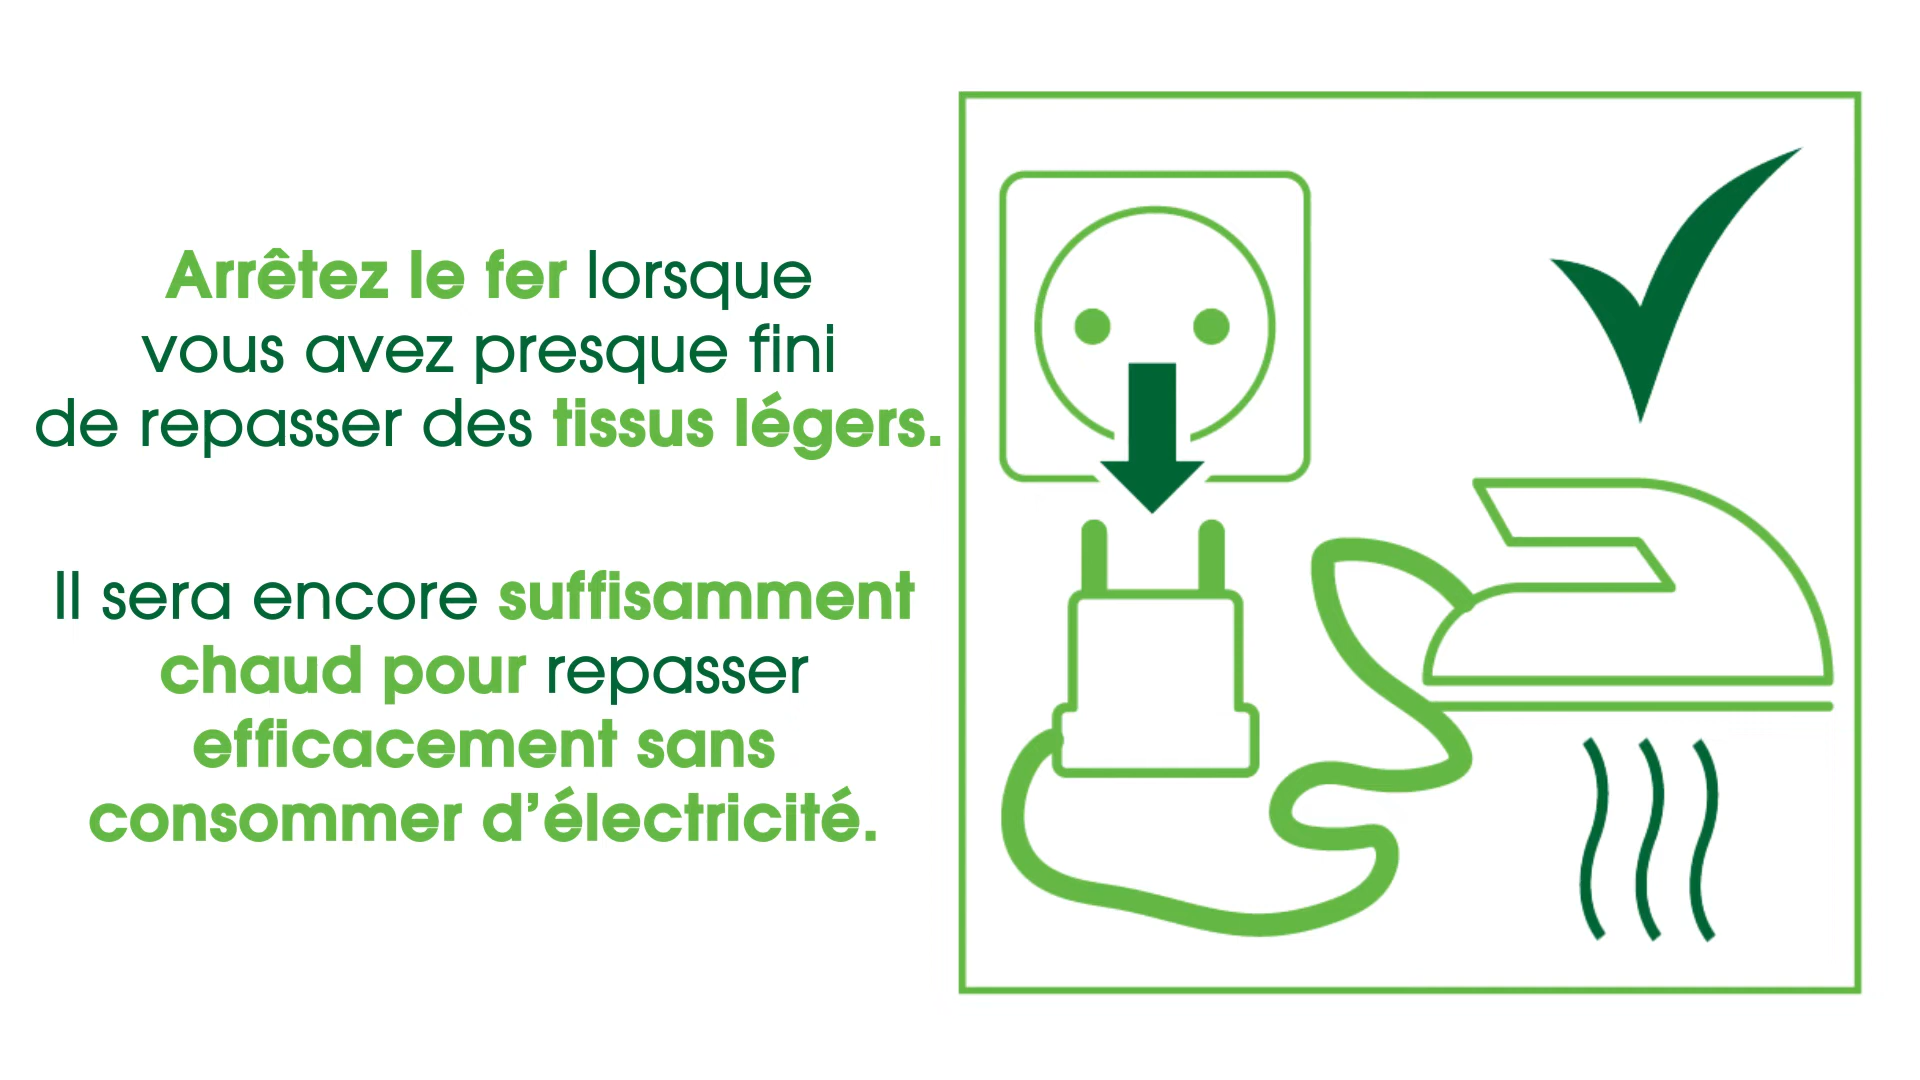 Arrêtez le fer lorsque
vous avez presque fini
de repasser des tissus légers.
Il sera encore suffisamment
chaud pour repasser
efficacement sans
consommer d’électricité.